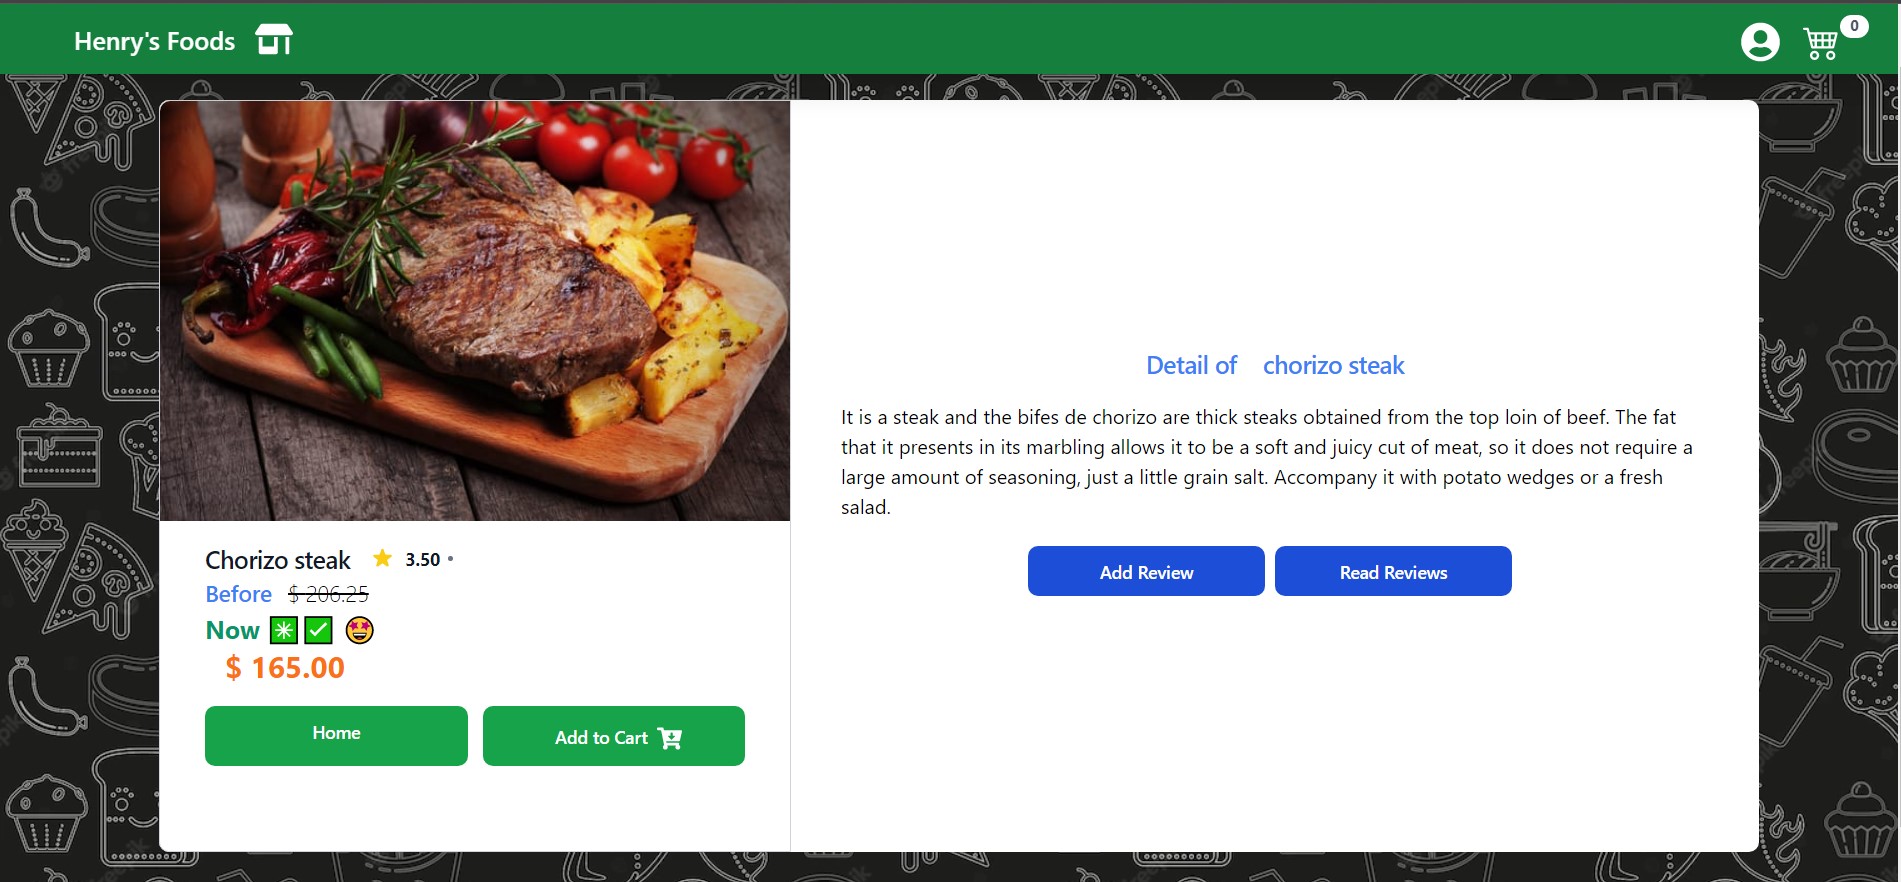 Henry's Foods
0
Chorizo steak 3.50 •
Before $ 206.25
Now
$ 165.00
Home
Add to Cart
Detail of chorizo steak
It is a steak and the bifes de chorizo are thick steaks obtained from the top loin of beef. The fat
that it presents in its marbling allows it to be a soft and juicy cut of meat, so it does not require a
large amount of seasoning, just a little grain salt. Accompany it with potato wedges or a fresh
salad.
Add Review
Read Reviews